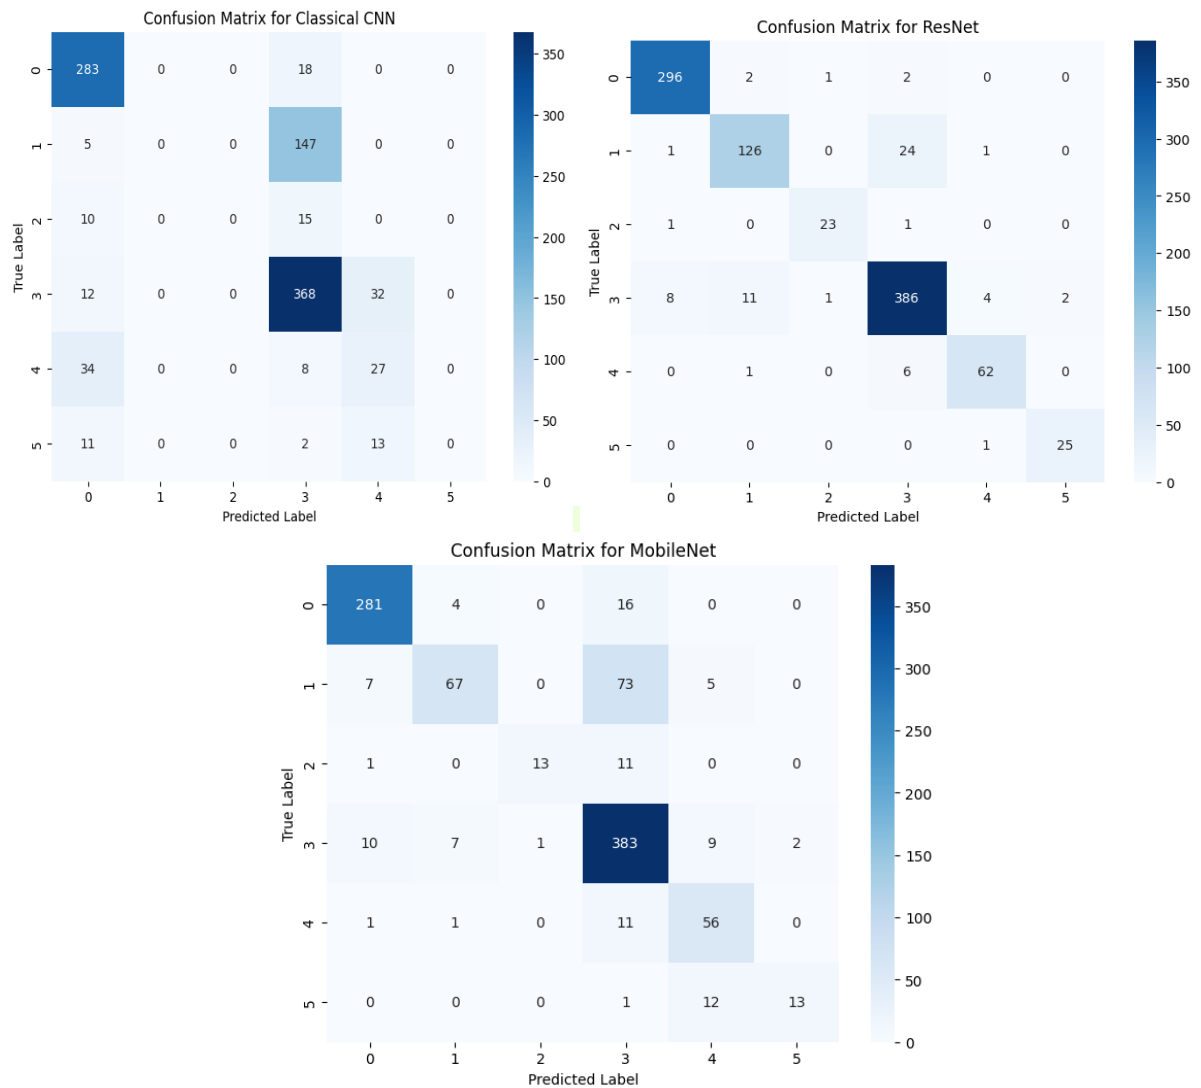 Confusion Matrix for Classical CNN
0 283 0 0 18 0 0
1 5 0 0 147 0 0
2 10 0 0 15 0 0
3 12 0 0 368 32 0
4 34 0 0 8 27 0
5 11 0 0 2 13 0
0 1 2 3 4 5
True Label
Predicted Label
350
300
250
200
150
100
50
0
Confusion Matrix for ResNet
0 296 2 1 2 0 0
1 1 126 0 24 1 0
2 1 0 23 1 0 0
3 8 11 1 386 4 2
4 0 1 0 6 62 0
5 0 0 0 0 1 25
0 1 2 3 4 5
True Label
Predicted Label
350
300
250
200
150
100
50
0
Confusion Matrix for MobileNet
0 281 4 0 16 0 0
1 7 67 0 73 5 0
2 1 0 13 11 0 0
3 10 7 1 383 9 2
4 1 1 0 11 56 0
5 0 0 0 1 12 13
0 1 2 3 4 5
True Label
Predicted Label
350
300
250
200
150
100
50
0